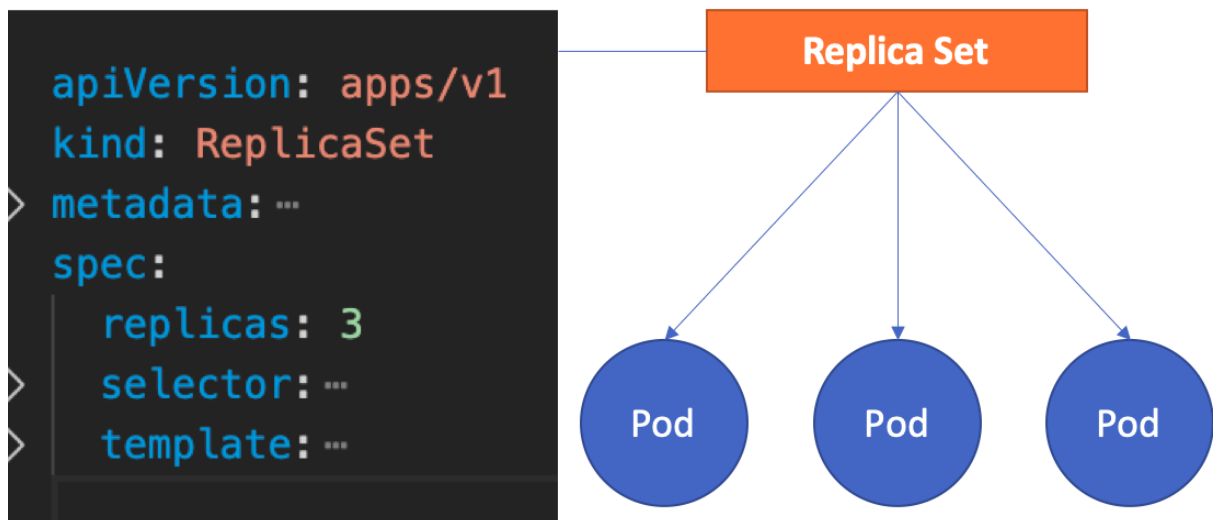 apiVersion: apps/v1
kind: ReplicaSet
metadata: ⋯
spec:
  replicas: 3
  selector: ⋯
  template: ⋯
Replica Set
Pod
Pod
Pod